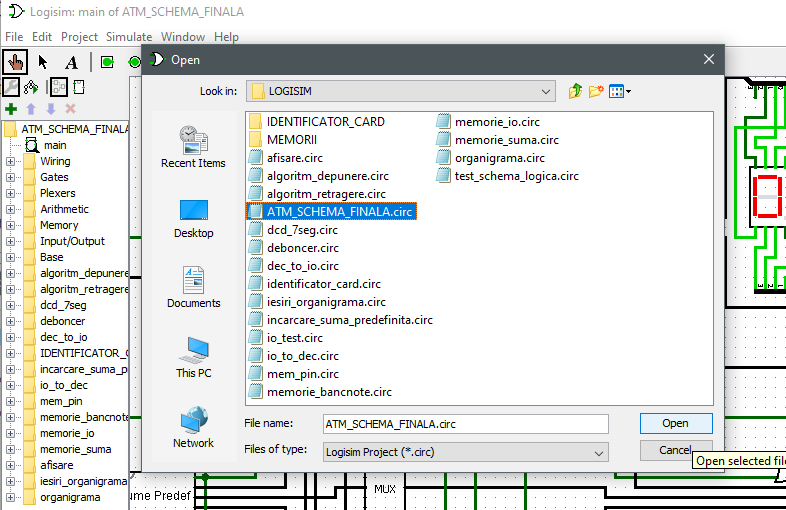 Logisim: main of ATM_SCHEMA_FINALA
File Edit Project Simulate Window Help
A
Open
Look in: LOGISIM
ATM_SCHEMA_FINALA
main
Wiring
Gates
Plexers
Arithmetic
Memory
Input/Output
Base
algoritm_depunere
algoritm_retragere
dcd_7seg
deboncer
dec_to_io
IDENTIFICATOR_C
incarcare_suma_p
io_to_dec
mem_pin
memorie_bancnote
memorie_io
memorie_suma
afisare
iesiri_organigrama
organigrama
Recent Items
Desktop
Documents
This PC
Network
IDENTIFICATOR_CARD
MEMORII
afisare.circ
algoritm_depunere.circ
algoritm_retragere.circ
ATM_SCHEMA_FINALA.circ
dcd_7seg.circ
deboncer.circ
dec_to_io.circ
identificator_card.circ
iesiri_organigrama.circ
incarcare_suma_predefinita.circ
io_test.circ
io_to_dec.circ
mem_pin.circ
memorie_bancnote.circ
memorie_io.circ
memorie_suma.circ
organigrama.circ
test_schema_logica.circ
File name: ATM_SCHEMA_FINALA.circ
Open
Files of type: Logisim Project (*.circ)
Cancel
Open selected file
ume Predef
MUX